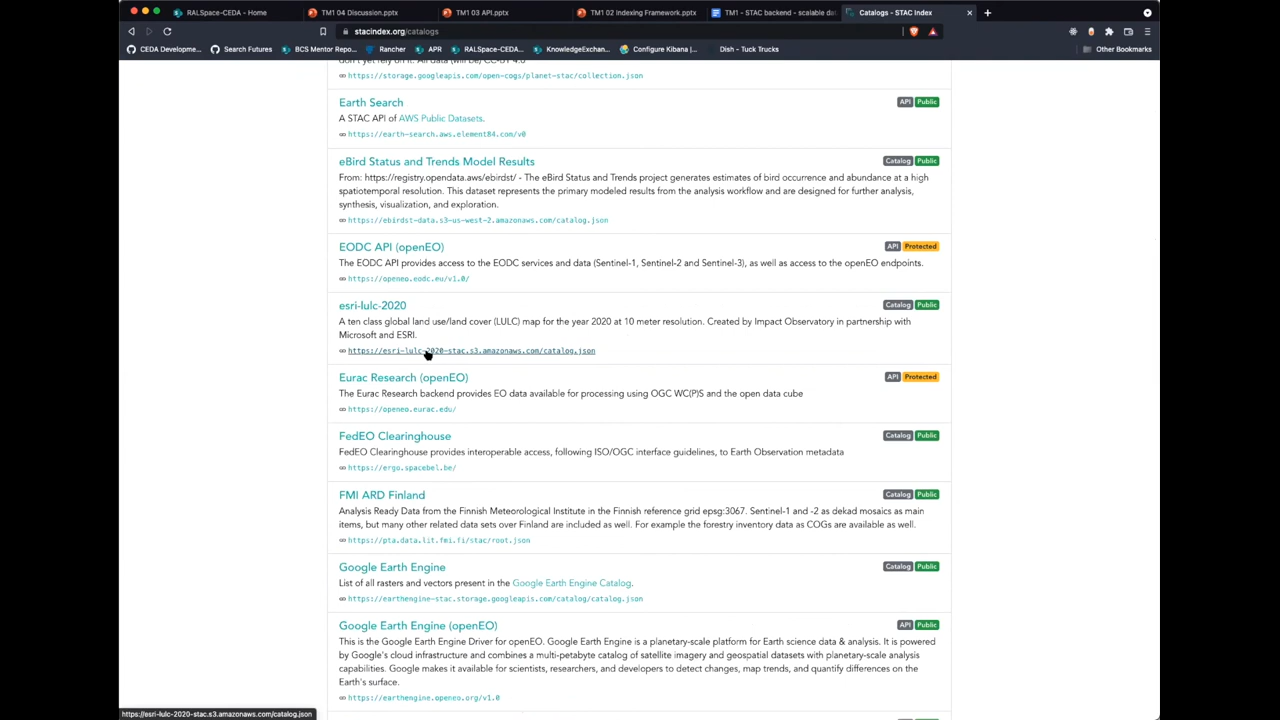 RALSpace-CEDA - Home
TM1 04 Discussion.pptx
TM1 03 API.pptx
TM1 02 Indexing Framework.pptx
TM1 - STAC backend - scalable dat
Catalogs - STAC Index
stacindex.org/catalogs
CEDA Developme...
Search Futures
BCS Mentor Repo...
Rancher
APR
RALSpace-CEDA...
KnowledgeExchan...
Configure Kibana |...
Dish - Tuck Trucks
Other Bookmarks
don't yet rely on it. All data (will be) CC-BY 4.0
https://storage.googleapis.com/open-cogs/planet-stac/collection.json
Earth Search
API Public
A STAC API of AWS Public Datasets.
https://earth-search.aws.element84.com/v0
eBird Status and Trends Model Results
Catalog Public
From: https://registry.opendata.aws/ebirdst/ - The eBird Status and Trends project generates estimates of bird occurrence and abundance at a high
spatiotemporal resolution. This dataset represents the primary modeled results from the analysis workflow and are designed for further analysis,
synthesis, visualization, and exploration.
https://ebirdst-data.s3-us-west-2.amazonaws.com/catalog.json
EODC API (openEO)
API Protected
The EODC API provides access to the EODC services and data (Sentinel-1, Sentinel-2 and Sentinel-3), as well as access to the openEO endpoints.
https://openeo.eodc.eu/v1.0/
esri-lulc-2020
Catalog Public
A ten class global land use/land cover (LULC) map for the year 2020 at 10 meter resolution. Created by Impact Observatory in partnership with
Microsoft and ESRI.
https://esri-lulc-2020-stac.s3.amazonaws.com/catalog.json
Eurac Research (openEO)
API Protected
The Eurac Research backend provides EO data available for processing using OGC WC(P)S and the open data cube
https://openeo.eurac.edu/
FedEO Clearinghouse
Catalog Public
FedEO Clearinghouse provides interoperable access, following ISO/OGC interface guidelines, to Earth Observation metadata
https://ergo.spacebel.be/
FMI ARD Finland
Catalog Public
Analysis Ready Data from the Finnish Meteorological Institute in the Finnish reference grid epsg:3067. Sentinel-1 and -2 as dekad mosaics as main
items, but many other related data sets over Finland are included as well. For example the forestry inventory data as COGs are available as well.
https://pta.data.lit.fmi.fi/stac/root.json
Google Earth Engine
Catalog Public
List of all rasters and vectors present in the Google Earth Engine Catalog.
https://earthengine-stac.storage.googleapis.com/catalog/catalog.json
Google Earth Engine (openEO)
API Public
This is the Google Earth Engine Driver for openEO. Google Earth Engine is a planetary-scale platform for Earth science data & analysis. It is powered
by Google's cloud infrastructure and combines a multi-petabyte catalog of satellite imagery and geospatial datasets with planetary-scale analysis
capabilities. Google makes it available for scientists, researchers, and developers to detect changes, map trends, and quantify differences on the
Earth's surface.
https://earthengine.openeo.org/v1.0
https://esri-lulc-2020-stac.s3.amazonaws.com/catalog.json